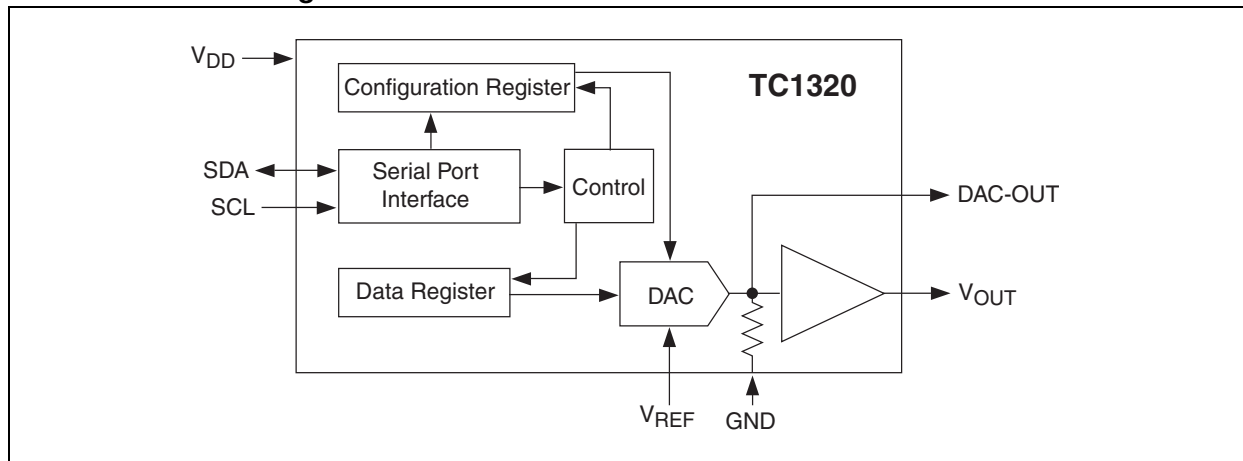 V_DD
Configuration Register
TC1320
SDA
Serial Port
Interface
Control
SCL
DAC-OUT
Data Register
DAC
V_OUT
V_REF
GND